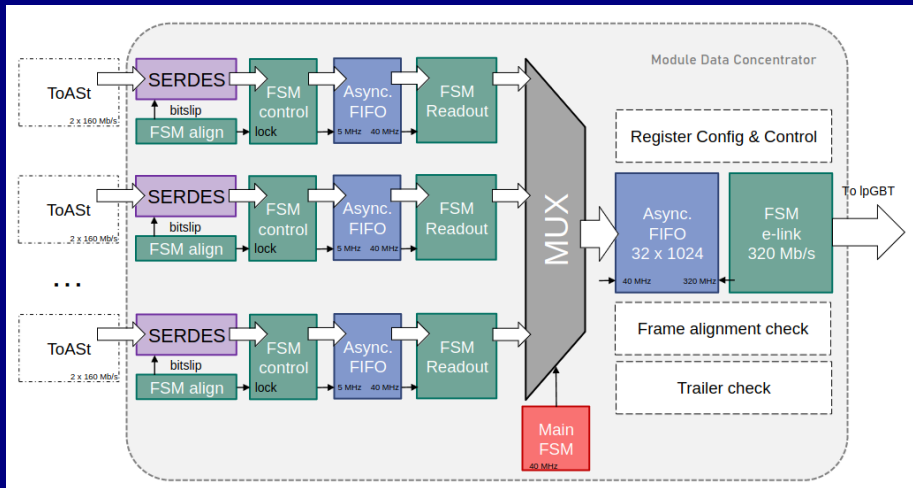 Module Data Concentrator
ToASt
2 x 160 Mb/s
SERDES
bitslip
FSM align
lock
FSM
control
Async.
FIFO
5 MHz
40 MHz
FSM
Readout
ToASt
2 x 160 Mb/s
SERDES
bitslip
FSM align
lock
FSM
control
Async.
FIFO
5 MHz
40 MHz
FSM
Readout
...
ToASt
2 x 160 Mb/s
SERDES
bitslip
FSM align
lock
FSM
control
Async.
FIFO
5 MHz
40 MHz
FSM
Readout
MUX
Main
FSM
40 MHz
Register Config & Control
Async.
FIFO
32 x 1024
40 MHz
320 MHz
FSM
e-link
320 Mb/s
To lpGBT
Frame alignment check
Trailer check